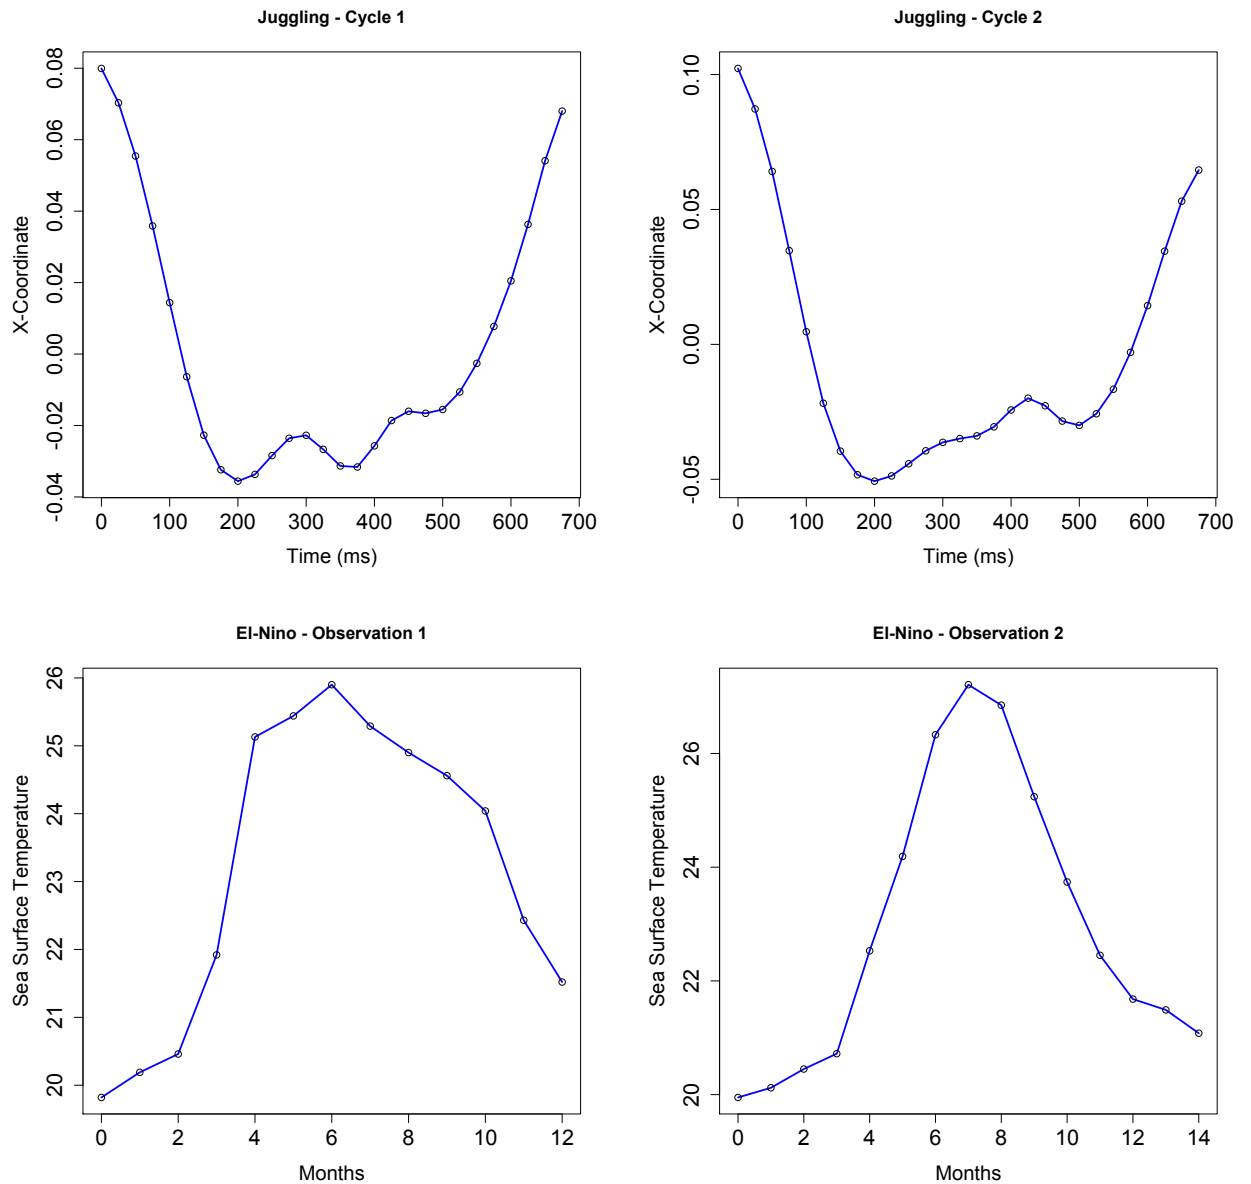 Juggling - Cycle 1
X-Coordinate
0.08
0.06
0.04
0.02
0.00
-0.02
-0.04
0 100 200 300 400 500 600 700
Time (ms)
Juggling - Cycle 2
X-Coordinate
0.10
0.05
0.00
-0.05
0 100 200 300 400 500 600 700
Time (ms)
El-Nino - Observation 1
Sea Surface Temperature
26
25
24
23
22
21
20
0 2 4 6 8 10 12
Months
El-Nino - Observation 2
Sea Surface Temperature
26
24
22
20
0 2 4 6 8 10 12 14
Months